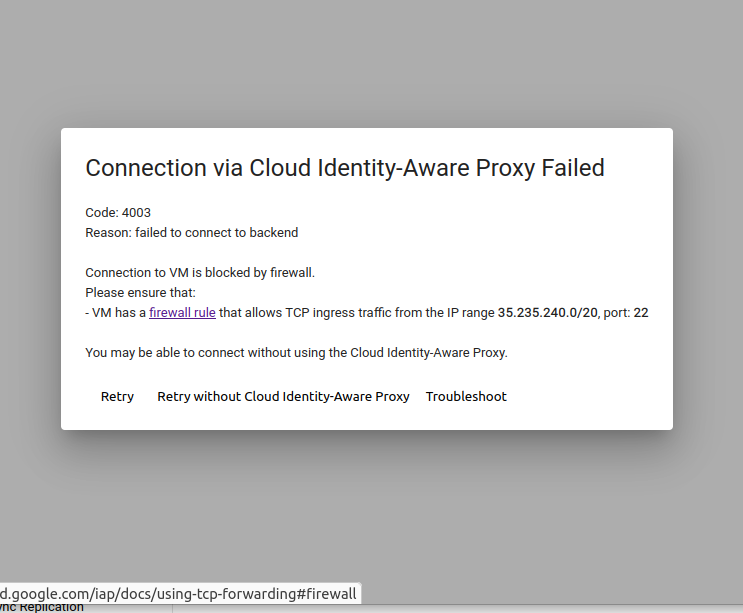 Connection via Cloud Identity-Aware Proxy Failed
Code: 4003
Reason: failed to connect to backend
Connection to VM is blocked by firewall.
Please ensure that:
- VM has a firewall rule that allows TCP ingress traffic from the IP range 35.235.240.0/20, port: 22
You may be able to connect without using the Cloud Identity-Aware Proxy.
Retry Retry without Cloud Identity-Aware Proxy Troubleshoot
d.google.com/iap/docs/using-tcp-forwarding#firewall
ync Replication